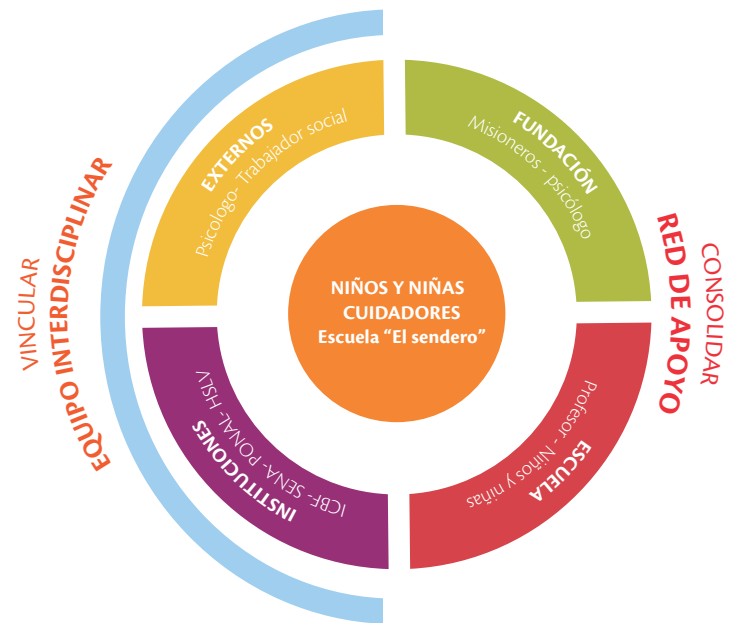 VINCULAR
EQUIPO INTERDISCIPLINAR
EXTERNOS
Psicologo- Trabajador social
FUNDACIÓN
Misioneros - psicólogo
NIÑOS Y NIÑAS
CUIDADORES
Escuela “El sendero”
INSTITUCIONES
ICBF- SENA- PONAL- HSLV
ESCUELA
Profesor - Niños y niñas
CONSOLIDAR
RED DE APOYO